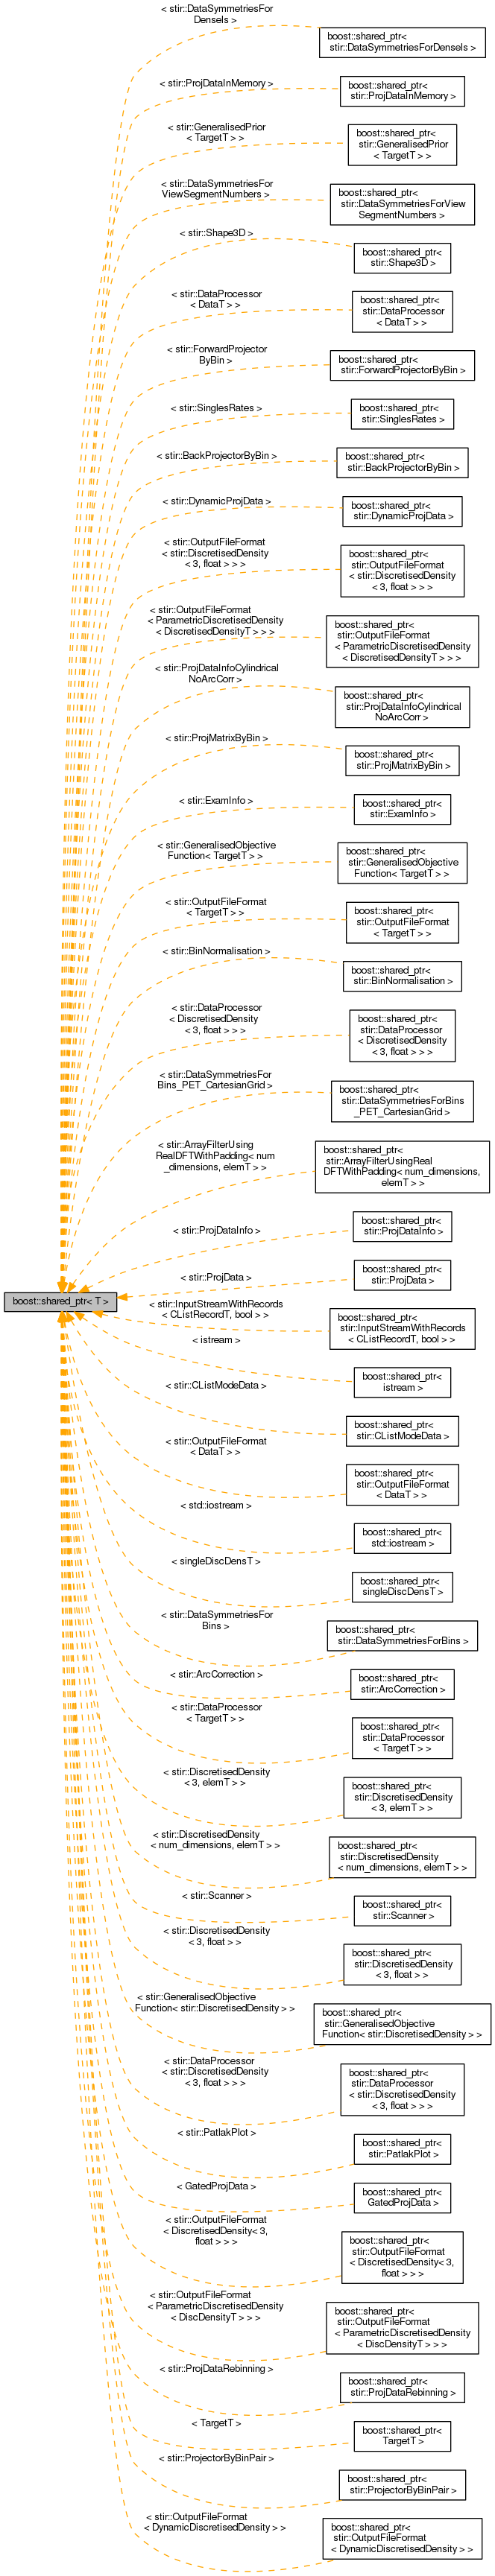 < stir::DataSymmetriesFor
Densels >
boost::shared_ptr<
stir::DataSymmetriesForDensels >
< stir::ProjDataInMemory >
boost::shared_ptr<
stir::ProjDataInMemory >
< stir::GeneralisedPrior
< TargetT > >
boost::shared_ptr<
stir::GeneralisedPrior
< TargetT > >
< stir::DataSymmetriesFor
ViewSegmentNumbers >
boost::shared_ptr<
stir::DataSymmetriesForView
SegmentNumbers >
< stir::Shape3D >
boost::shared_ptr<
stir::Shape3D >
< stir::DataProcessor
< DataT > >
boost::shared_ptr<
stir::DataProcessor
< DataT > >
< stir::ForwardProjector
ByBin >
boost::shared_ptr<
stir::ForwardProjectorByBin >
< stir::SinglesRates >
boost::shared_ptr<
stir::SinglesRates >
< stir::BackProjectorByBin >
boost::shared_ptr<
stir::BackProjectorByBin >
< stir::DynamicProjData >
boost::shared_ptr<
stir::DynamicProjData >
< stir::OutputFileFormat
< stir::DiscretisedDensity
< 3, float > > >
boost::shared_ptr<
stir::OutputFileFormat
< stir::DiscretisedDensity
< 3, float > > >
< stir::OutputFileFormat
< ParametricDiscretisedDensity
< DiscretisedDensityT > > >
boost::shared_ptr<
stir::OutputFileFormat
< ParametricDiscretisedDensity
< DiscretisedDensityT > > >
< stir::ProjDataInfoCylindrical
NoArcCorr >
boost::shared_ptr<
stir::ProjDataInfoCylindrical
NoArcCorr >
< stir::ProjMatrixByBin >
boost::shared_ptr<
stir::ProjMatrixByBin >
< stir::ExamInfo >
boost::shared_ptr<
stir::ExamInfo >
< stir::GeneralisedObjective
Function< TargetT > >
boost::shared_ptr<
stir::GeneralisedObjective
Function< TargetT > >
< stir::OutputFileFormat
< TargetT > >
boost::shared_ptr<
stir::OutputFileFormat
< TargetT > >
< stir::BinNormalisation >
boost::shared_ptr<
stir::BinNormalisation >
< stir::DataProcessor
< DiscretisedDensity
< 3, float > > >
boost::shared_ptr<
stir::DataProcessor
< DiscretisedDensity
< 3, float > > >
< stir::DataSymmetriesFor
Bins_PET_CartesianGrid >
boost::shared_ptr<
stir::DataSymmetriesForBins
_PET_CartesianGrid >
< stir::ArrayFilterUsing
RealDFTWithPadding< num
_dimensions, elemT > >
boost::shared_ptr<
stir::ArrayFilterUsingReal
DFTWithPadding< num_dimensions,
elemT > >
< stir::ProjDataInfo >
boost::shared_ptr<
stir::ProjDataInfo >
< stir::ProjData >
boost::shared_ptr<
stir::ProjData >
boost::shared_ptr< T >
< stir::InputStreamWithRecords
< CListRecordT, bool > >
boost::shared_ptr<
stir::InputStreamWithRecords
< CListRecordT, bool > >
< istream >
boost::shared_ptr<
istream >
< stir::CListModeData >
boost::shared_ptr<
stir::CListModeData >
< stir::OutputFileFormat
< DataT > >
boost::shared_ptr<
stir::OutputFileFormat
< DataT > >
< std::iostream >
boost::shared_ptr<
std::iostream >
< singleDiscDensT >
boost::shared_ptr<
singleDiscDensT >
< stir::DataSymmetriesFor
Bins >
boost::shared_ptr<
stir::DataSymmetriesForBins >
< stir::ArcCorrection >
boost::shared_ptr<
stir::ArcCorrection >
< stir::DataProcessor
< TargetT > >
boost::shared_ptr<
stir::DataProcessor
< TargetT > >
< stir::DiscretisedDensity
< 3, elemT > >
boost::shared_ptr<
stir::DiscretisedDensity
< 3, elemT > >
< stir::DiscretisedDensity
< num_dimensions, elemT > >
boost::shared_ptr<
stir::DiscretisedDensity
< num_dimensions, elemT > >
< stir::Scanner >
boost::shared_ptr<
stir::Scanner >
< stir::DiscretisedDensity
< 3, float > >
boost::shared_ptr<
stir::DiscretisedDensity
< 3, float > >
< stir::GeneralisedObjective
Function< stir::DiscretisedDensity > >
boost::shared_ptr<
stir::GeneralisedObjective
Function< stir::DiscretisedDensity > >
< stir::DataProcessor
< stir::DiscretisedDensity
< 3, float > > >
boost::shared_ptr<
stir::DataProcessor
< stir::DiscretisedDensity
< 3, float > > >
< stir::PatlakPlot >
boost::shared_ptr<
stir::PatlakPlot >
< GatedProjData >
boost::shared_ptr<
GatedProjData >
< stir::OutputFileFormat
< DiscretisedDensity< 3,
float > > >
boost::shared_ptr<
stir::OutputFileFormat
< DiscretisedDensity< 3,
float > > >
< stir::OutputFileFormat
< ParametricDiscretisedDensity
< DiscDensityT > > >
boost::shared_ptr<
stir::OutputFileFormat
< ParametricDiscretisedDensity
< DiscDensityT > > >
< stir::ProjDataRebinning >
boost::shared_ptr<
stir::ProjDataRebinning >
< TargetT >
boost::shared_ptr<
TargetT >
< stir::ProjectorByBinPair >
boost::shared_ptr<
stir::ProjectorByBinPair >
< stir::OutputFileFormat
< DynamicDiscretisedDensity > >
boost::shared_ptr<
stir::OutputFileFormat
< DynamicDiscretisedDensity > >